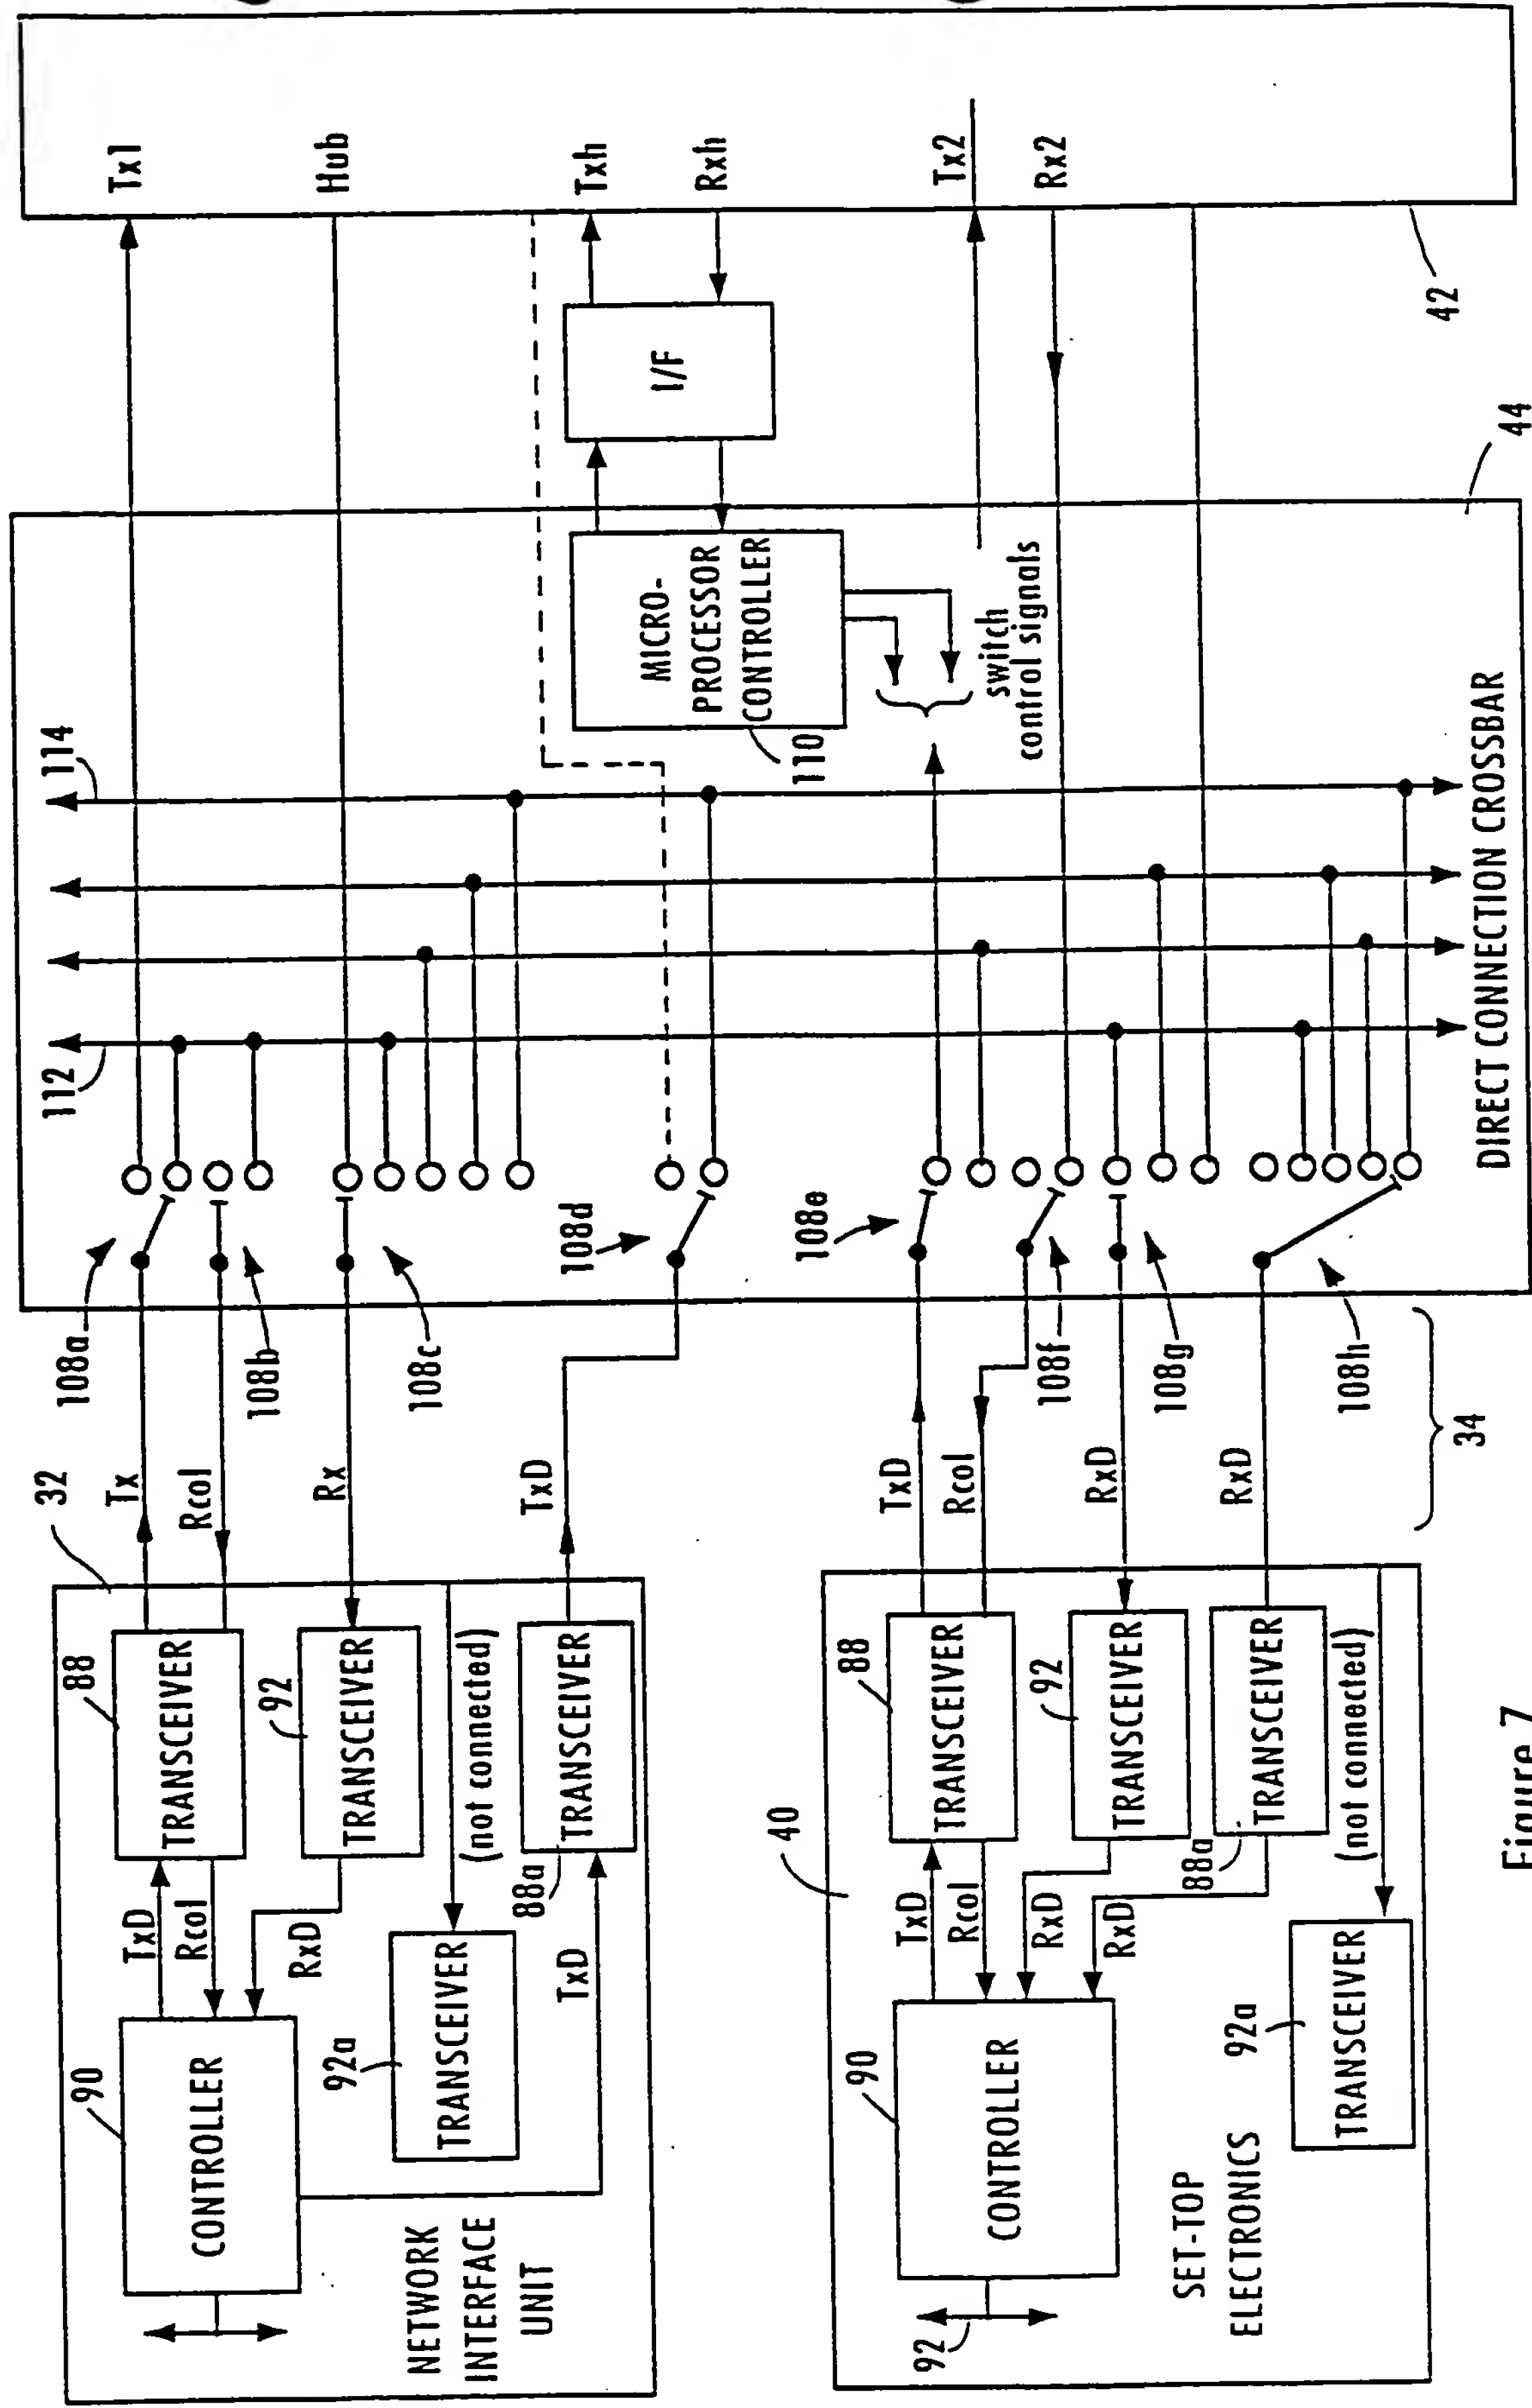 32
88
TRANSCEIVER
90
CONTROLLER
TxD
Rcol
RxD
92
TRANSCEIVER
92a
TRANSCEIVER
(not connected)
88a
TRANSCEIVER
TxD
NETWORK
INTERFACE
UNIT
Tx
Rcol
Rx
TxD
108a
108b
108c
108d
112
114
Tx1
Hub
Txh
Rxh
Tx2
Rx2
I/F
MICRO-
PROCESSOR
CONTROLLER
110
switch
control signals
42
44
DIRECT CONNECTION CROSSBAR
40
88
TRANSCEIVER
90
CONTROLLER
92
TxD
Rcol
RxD
RxD
92
TRANSCEIVER
88a
TRANSCEIVER
(not connected)
92a
TRANSCEIVER
SET-TOP
ELECTRONICS
TxD
Rcol
RxD
RxD
108e
108f
108g
108h
34
Figure 7